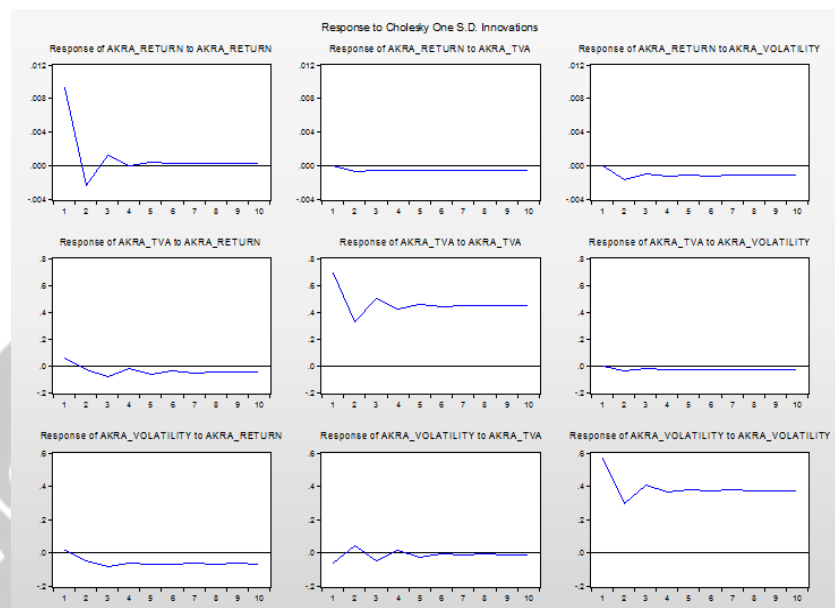 Response to Cholesky One S.D. Innovations
Response of AKRA_RETURN to AKRA_RETURN
Response of AKRA_RETURN to AKRA_TVA
Response of AKRA_RETURN to AKRA_VOLATILITY
.012 .012 .012
.008 .008 .008
.004 .004 .004
.000 .000 .000
-.004 -.004 -.004
1 2 3 4 5 6 7 8 9 10
1 2 3 4 5 6 7 8 9 10
1 2 3 4 5 6 7 8 9 10
Response of AKRA_TVA to AKRA_RETURN
Response of AKRA_TVA to AKRA_TVA
Response of AKRA_TVA to AKRA_VOLATILITY
.8 .8 .8
.6 .6 .6
.4 .4 .4
.2 .2 .2
.0 .0 .0
-.2 -.2 -.2
1 2 3 4 5 6 7 8 9 10
1 2 3 4 5 6 7 8 9 10
1 2 3 4 5 6 7 8 9 10
Response of AKRA_VOLATILITY to AKRA_RETURN
Response of AKRA_VOLATILITY to AKRA_TVA
Response of AKRA_VOLATILITY to AKRA_VOLATILITY
.6 .6 .6
.4 .4 .4
.2 .2 .2
.0 .0 .0
-.2 -.2 -.2
1 2 3 4 5 6 7 8 9 10
1 2 3 4 5 6 7 8 9 10
1 2 3 4 5 6 7 8 9 10